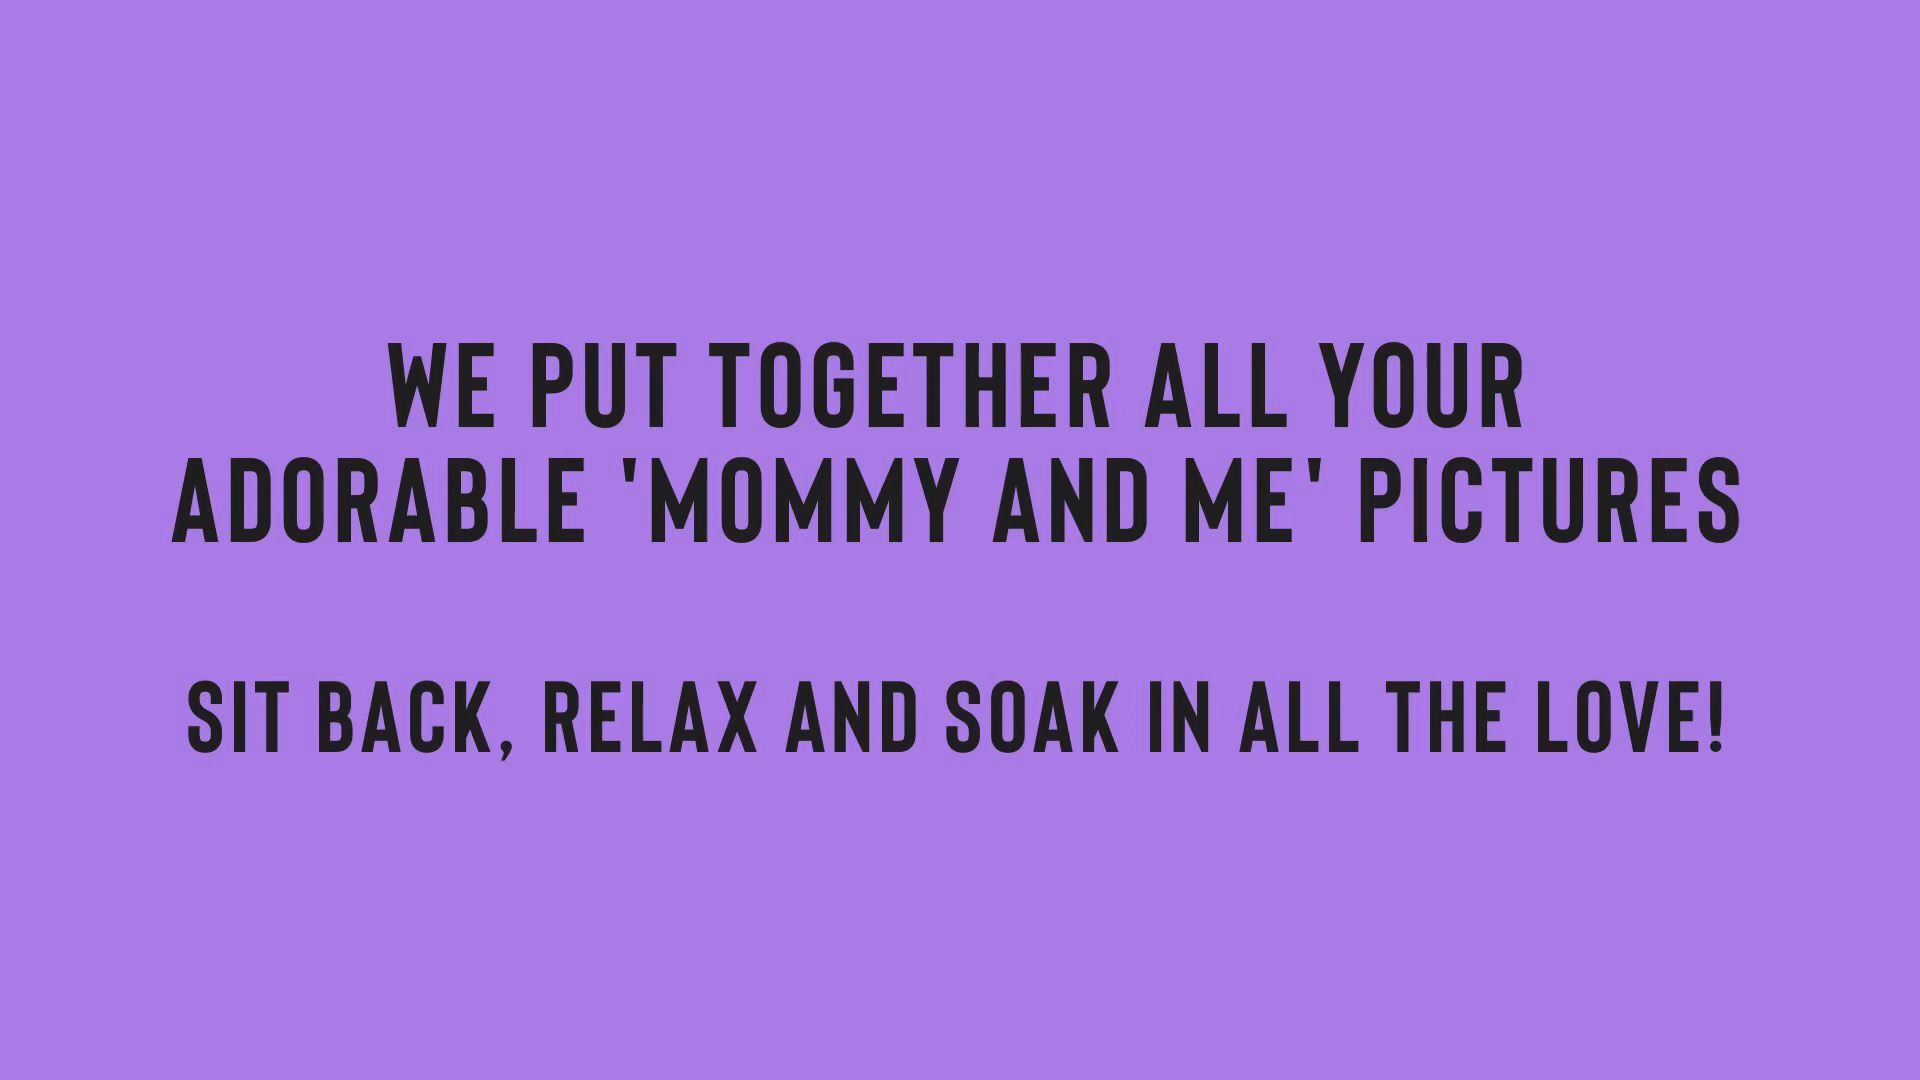 WE PUT TOGETHER ALL YOUR
ADORABLE 'MOMMY AND ME' PICTURES
SIT BACK, RELAX AND SOAK IN ALL THE LOVE!